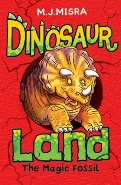 M.J.MISRA
DINOSAUR
Land
The Magic Fossil